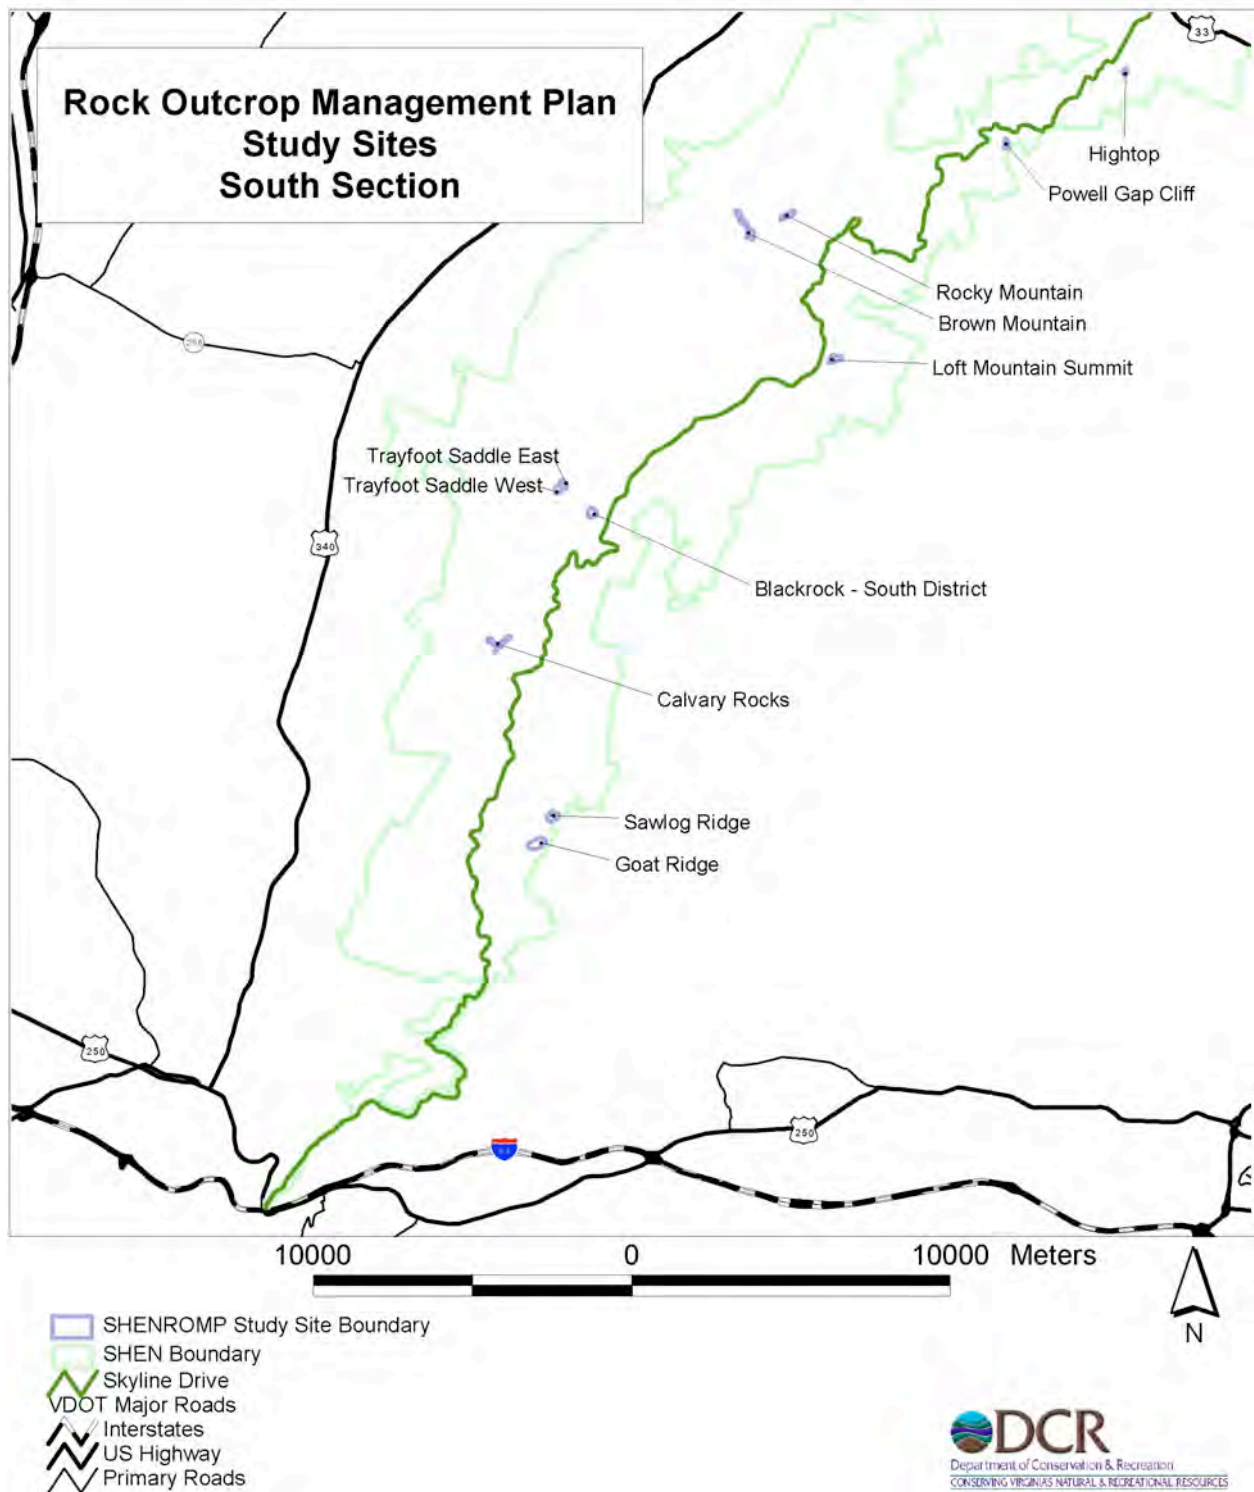 Rock Outcrop Management Plan
Study Sites
South Section
33
Hightop
Powell Gap Cliff
Rocky Mountain
Brown Mountain
Loft Mountain Summit
Trayfoot Saddle East
Trayfoot Saddle West
340
Blackrock - South District
Calvary Rocks
Sawlog Ridge
Goat Ridge
250
250
10000 0 10000 Meters
N
SHENROMP Study Site Boundary
SHEN Boundary
Skyline Drive
VDOT Major Roads
Interstates
US Highway
Primary Roads
DCR
Department of Conservation & Recreation
CONSERVING VIRGINIA'S NATURAL & RECREATIONAL RESOURCES